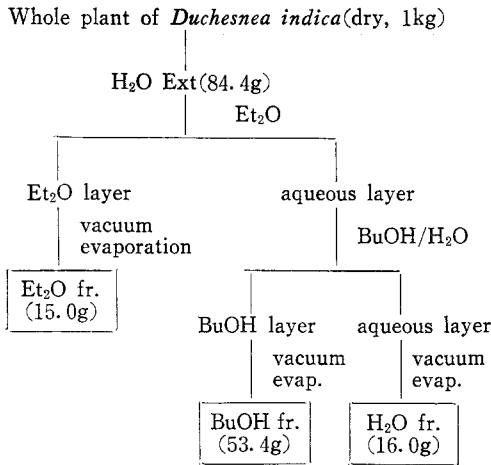 Whole plant of Duchesnea indica(dry, 1kg)
H₂O Ext(84.4g)
Et₂O
Et₂O layer
aqueous layer
vacuum
evaporation
BuOH/H₂O
Et₂O fr.
(15.0g)
BuOH layer
aqueous layer
vacuum
evap.
vacuum
evap.
BuOH fr.
(53.4g)
H₂O fr.
(16.0g)